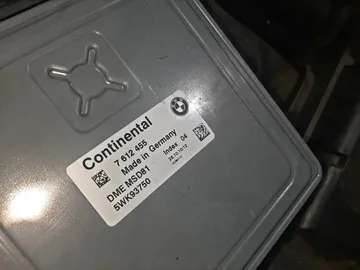 Continental
7 612 455
Made in Germany
Index 04
DME MSD81
5WK93750